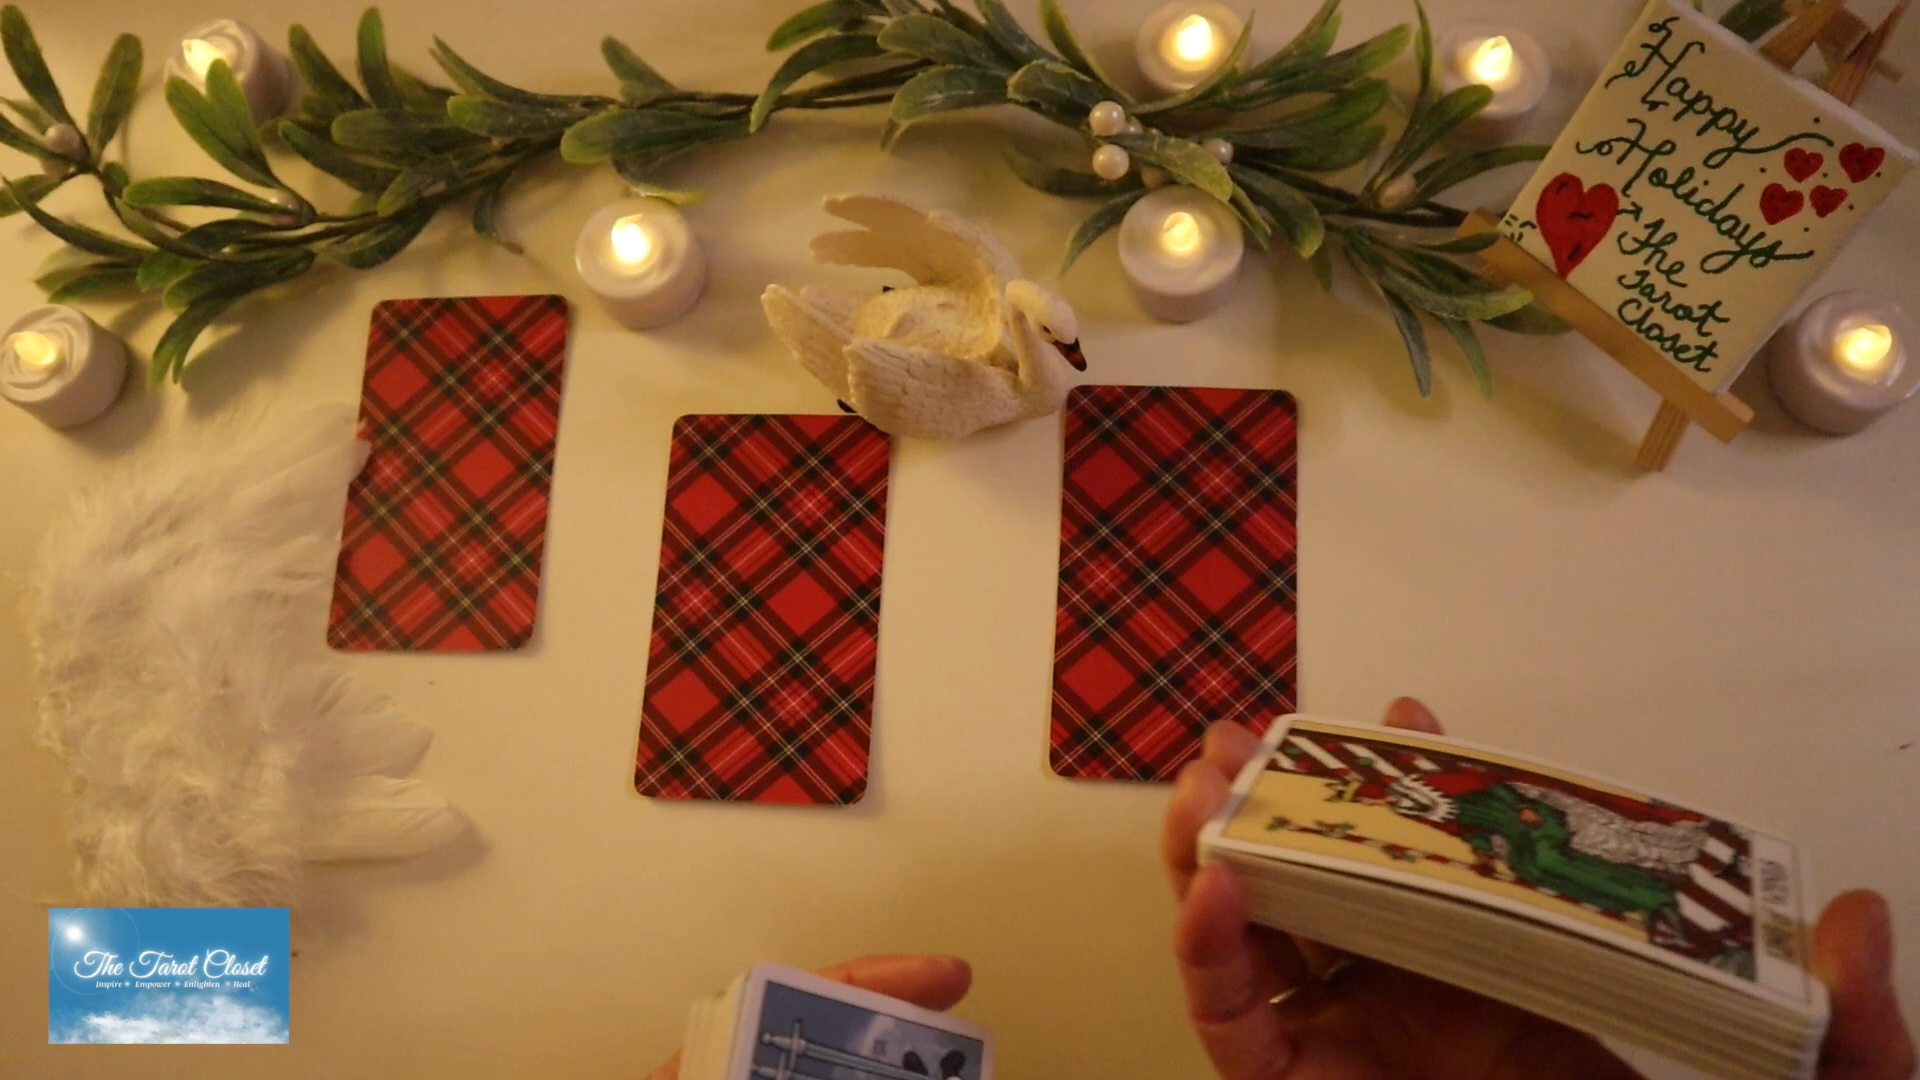 Happy
Holidays
The
Tarot
Closet
The Tarot Closet
Inspire * Empower * Enlighten * Heal